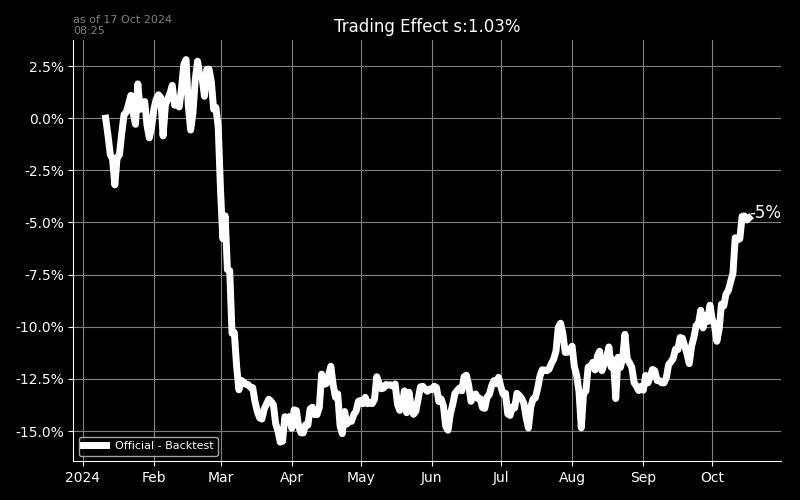 as of 17 Oct 2024
08:25
Trading Effect s:1.03%
2.5%
0.0%
-2.5%
-5.0%
-7.5%
-10.0%
-12.5%
-15.0%
-5%
Official - Backtest
2024 Feb Mar Apr May Jun Jul Aug Sep Oct